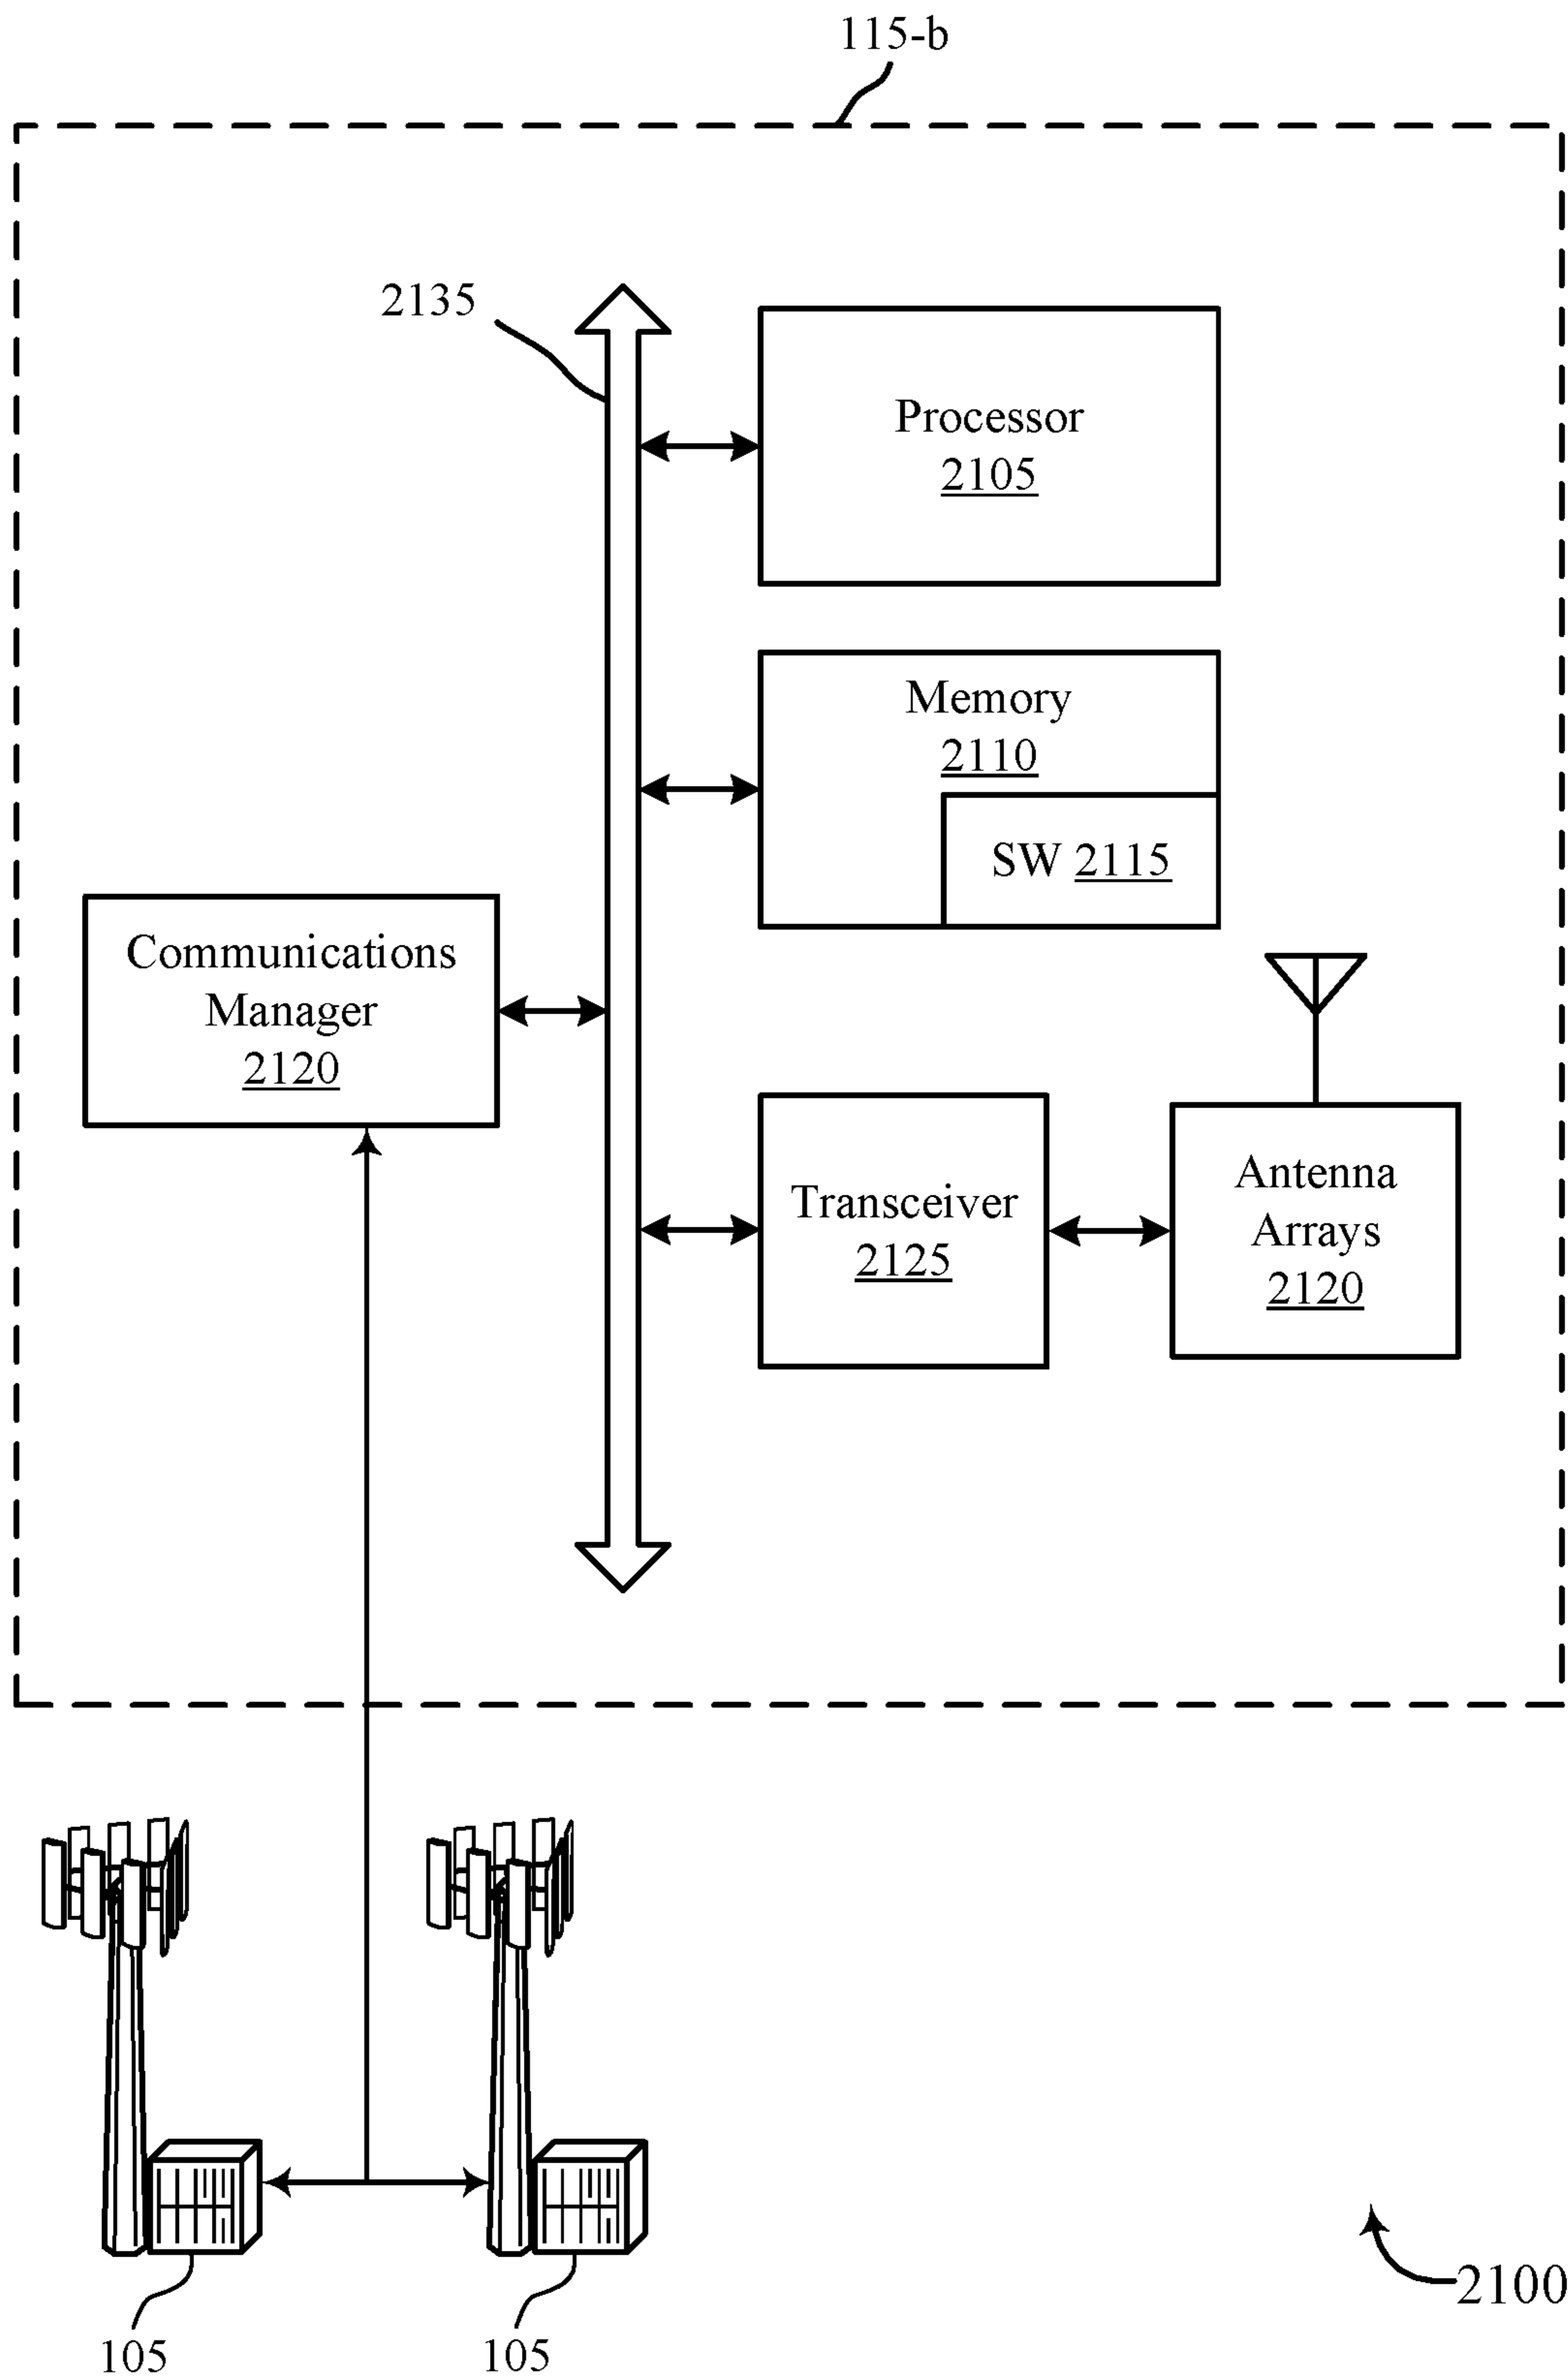 115-b
2135
Processor
2105
Memory
2110
SW 2115
Communications
Manager
2120
Transceiver
2125
Antenna
Arrays
2120
105
105
2100